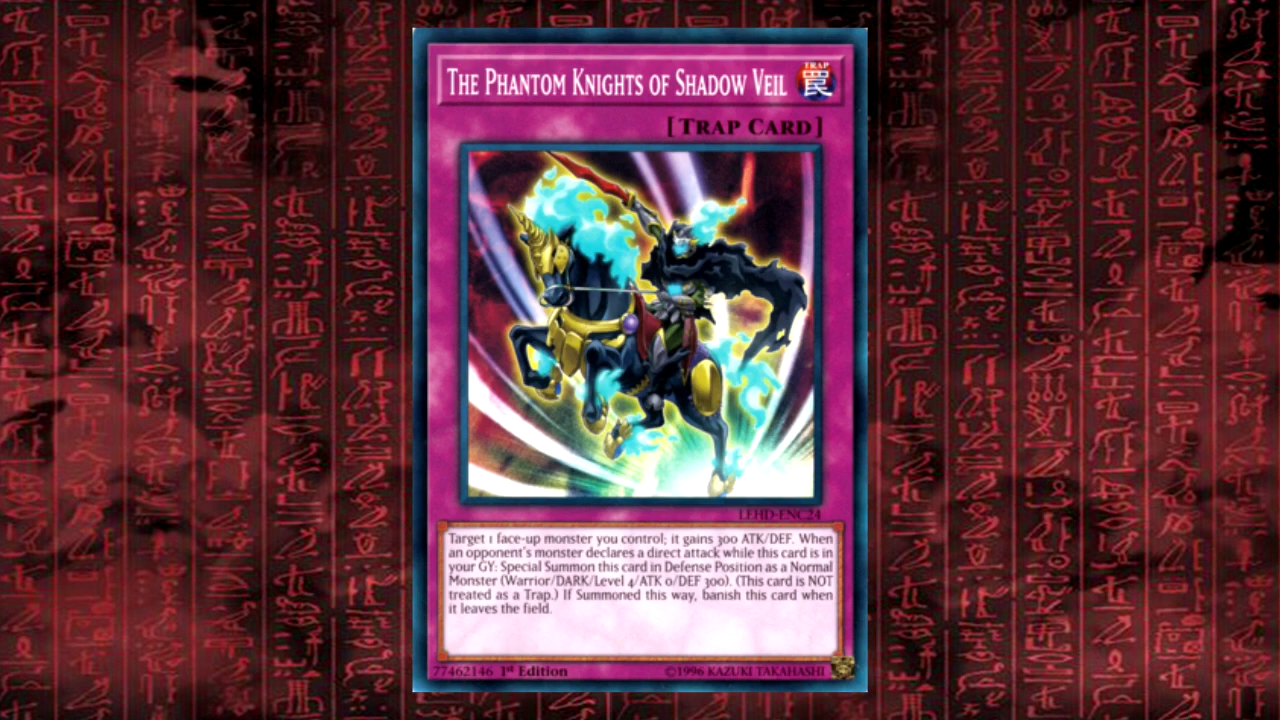 The Phantom Knights of Shadow Veil
TRAP
罠
[Trap Card]
LEHD-ENC24
Target 1 face-up monster you control; it gains 300 ATK/DEF. When
an opponent's monster declares a direct attack while this card is in
your GY: Special Summon this card in Defense Position as a Normal
Monster (Warrior/DARK/Level 4/ATK 0/DEF 300). (This card is NOT
treated as a Trap.) If Summoned this way, banish this card when
it leaves the field.
77462146 1st Edition
©1996 KAZUKI TAKAHASHI